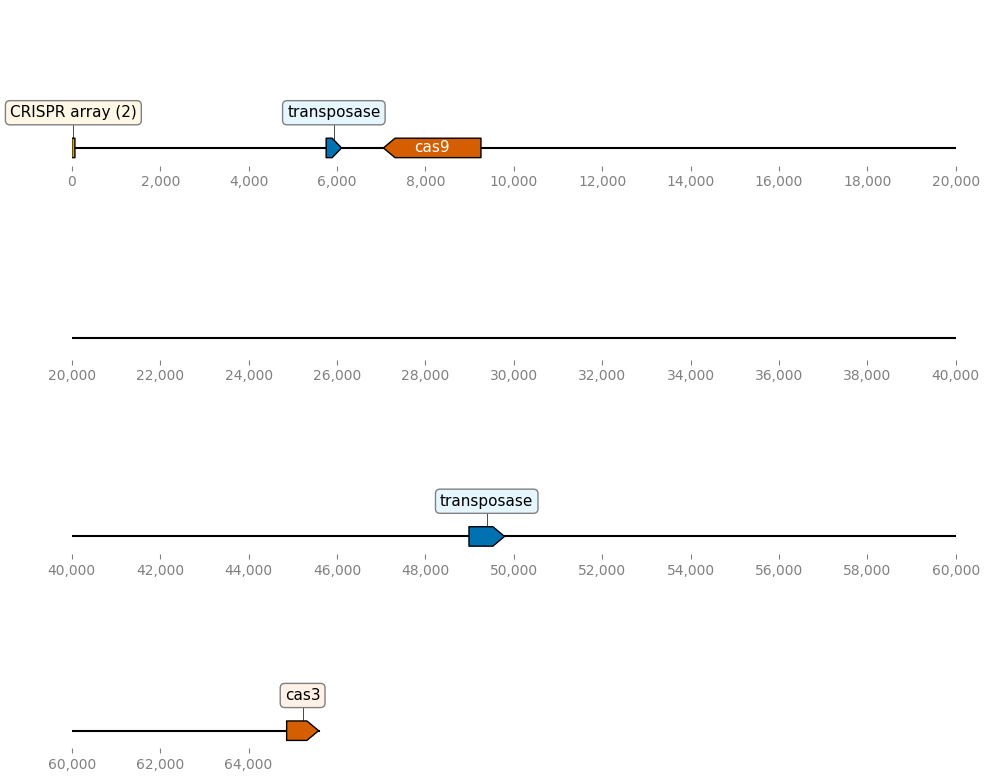 CRISPR array (2) transposase
cas9
0 2,000 4,000 6,000 8,000 10,000 12,000 14,000 16,000 18,000 20,000
20,000 22,000 24,000 26,000 28,000 30,000 32,000 34,000 36,000 38,000 40,000
transposase
40,000 42,000 44,000 46,000 48,000 50,000 52,000 54,000 56,000 58,000 60,000
cas3
60,000 62,000 64,000